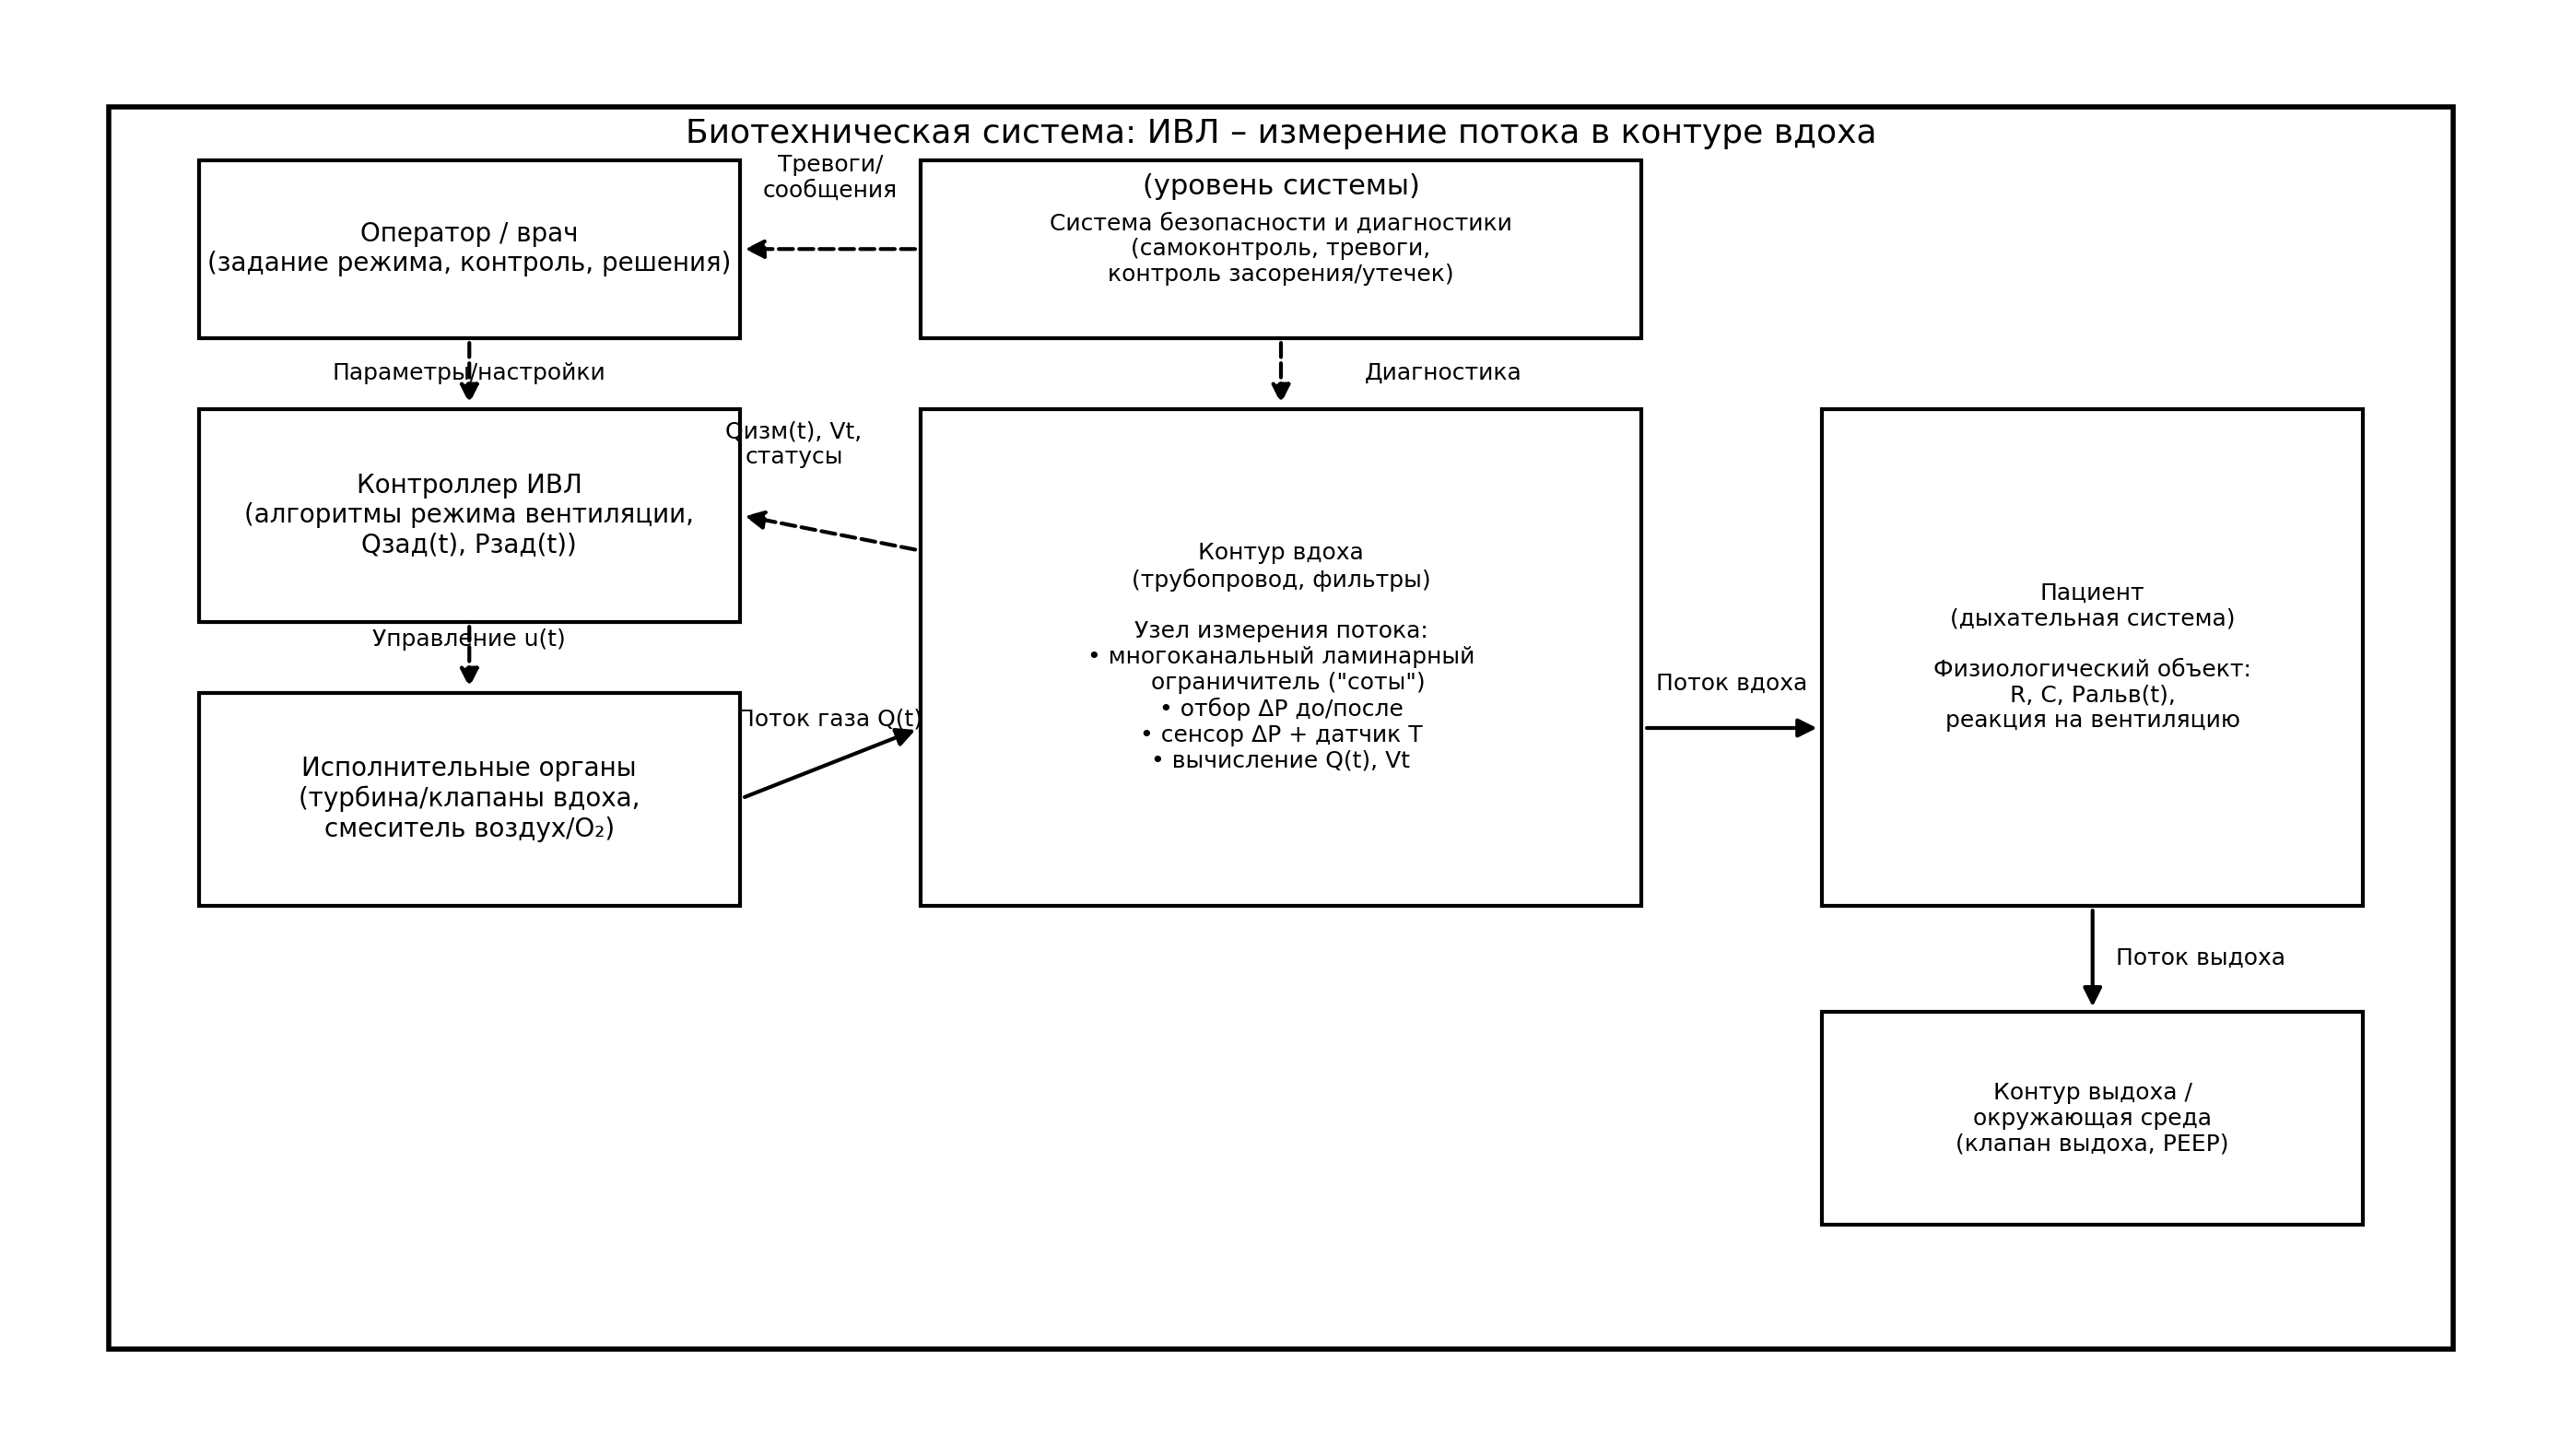 Биотехническая система: ИВЛ – измерение потока в контуре вдоха
(уровень системы)
Оператор / врач
(задание режима, контроль, решения)
Тревоги/
сообщения
Система безопасности и диагностики
(самоконтроль, тревоги,
контроль засорения/утечек)
Параметры/настройки
Диагностика
Контроллер ИВЛ
(алгоритмы режима вентиляции,
Qзад(t), Pзад(t))
Qизм(t), Vt,
статусы
Управление u(t)
Исполнительные органы
(турбина/клапаны вдоха,
смеситель воздух/O₂)
Поток газа Q(t)
Контур вдоха
(трубопровод, фильтры)
Узел измерения потока:
• многоканальный ламинарный
ограничитель ("соты")
• отбор ΔP до/после
• сенсор ΔP + датчик T
• вычисление Q(t), Vt
Поток вдоха
Пациент
(дыхательная система)
Физиологический объект:
R, C, Pальв(t),
реакция на вентиляцию
Поток выдоха
Контур выдоха /
окружающая среда
(клапан выдоха, PEEP)